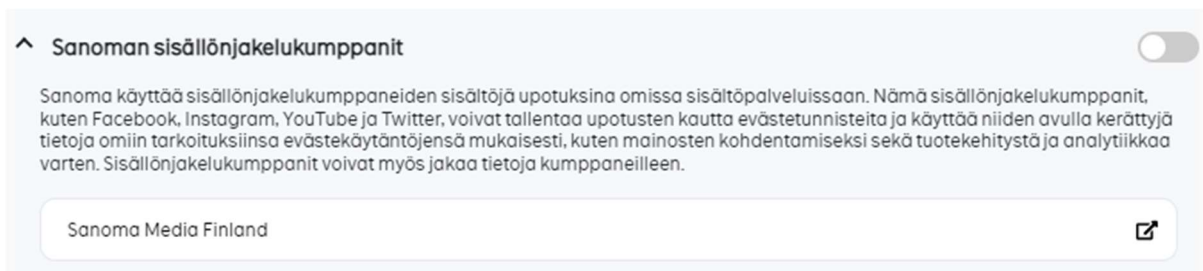 Sanoman sisällönjakelukumppanit
Sanoma käyttää sisällönjakelukumppaneiden sisältöjä upotuksina omissa sisältöpalveluissaan. Nämä sisällönjakelukumppanit,
kuten Facebook, Instagram, YouTube ja Twitter, voivat tallentaa upotusten kautta evästetunnisteita ja käyttää niiden avulla kerättyjä
tietoja omiin tarkoituksiinsa evästekäytäntöjensä mukaisesti, kuten mainosten kohdentamiseksi sekä tuotekehitystä ja analytiikkaa
varten. Sisällönjakelukumppanit voivat myös jakaa tietoja kumppaneilleen.
Sanoma Media Finland